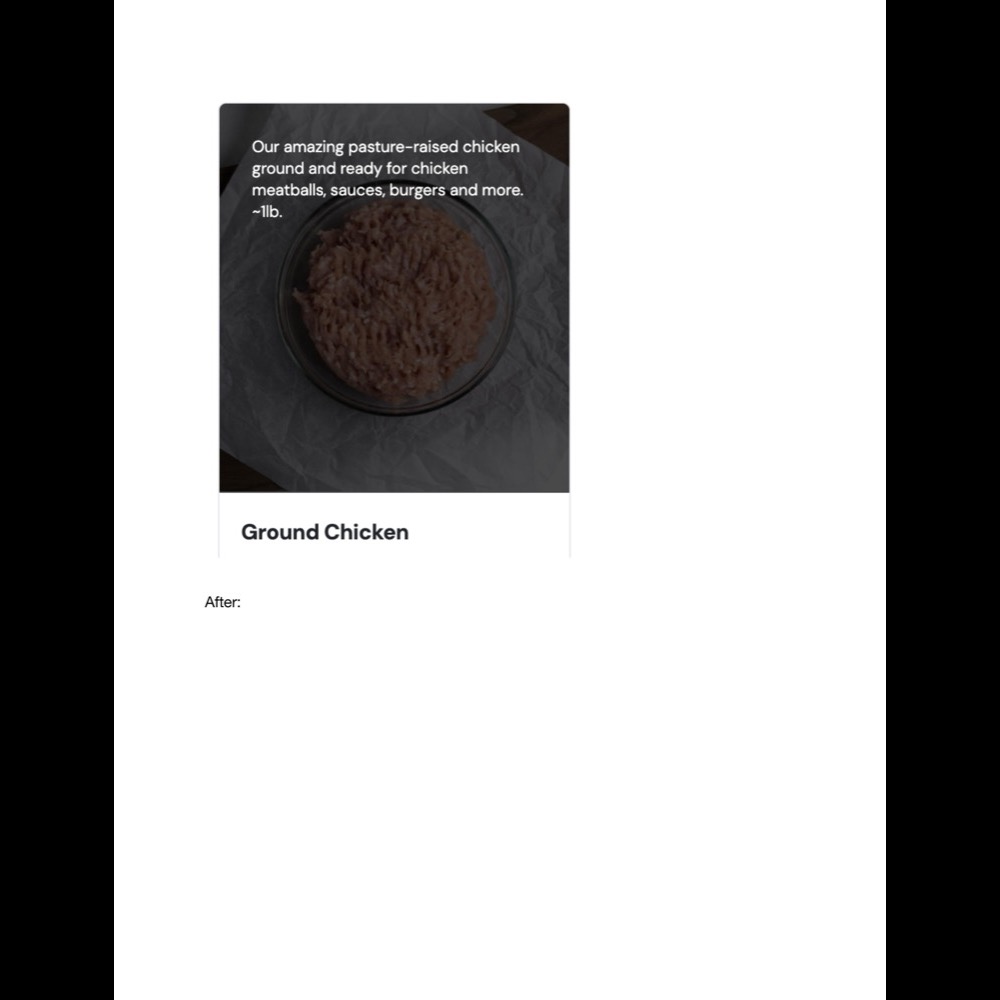 Our amazing pasture-raised chicken
ground and ready for chicken
meatballs, sauces, burgers and more.
~1lb.
Ground Chicken
After: